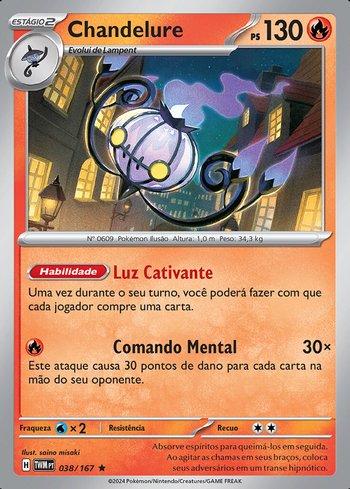 ESTÁGIO 2 Chandelure PS 130
Evolui de Lampent
Nº 0609 Pokémon Ilusão Altura: 1,0 m Peso: 34,3 kg
Habilidade Luz Cativante
Uma vez durante o seu turno, você poderá fazer com que
cada jogador compre uma carta.
Comando Mental 30×
Este ataque causa 30 pontos de dano para cada carta na
mão do seu oponente.
Fraqueza ×2 Resistência Recuo
Ilust. saino misaki
H TWM PT 038/167 ★
Absorve espíritos para queimá-los em seguida.
Ao agitar as chamas em seus braços, coloca
seus adversários em um transe hipnótico.
©2024 Pokémon/Nintendo/Creatures/GAME FREAK